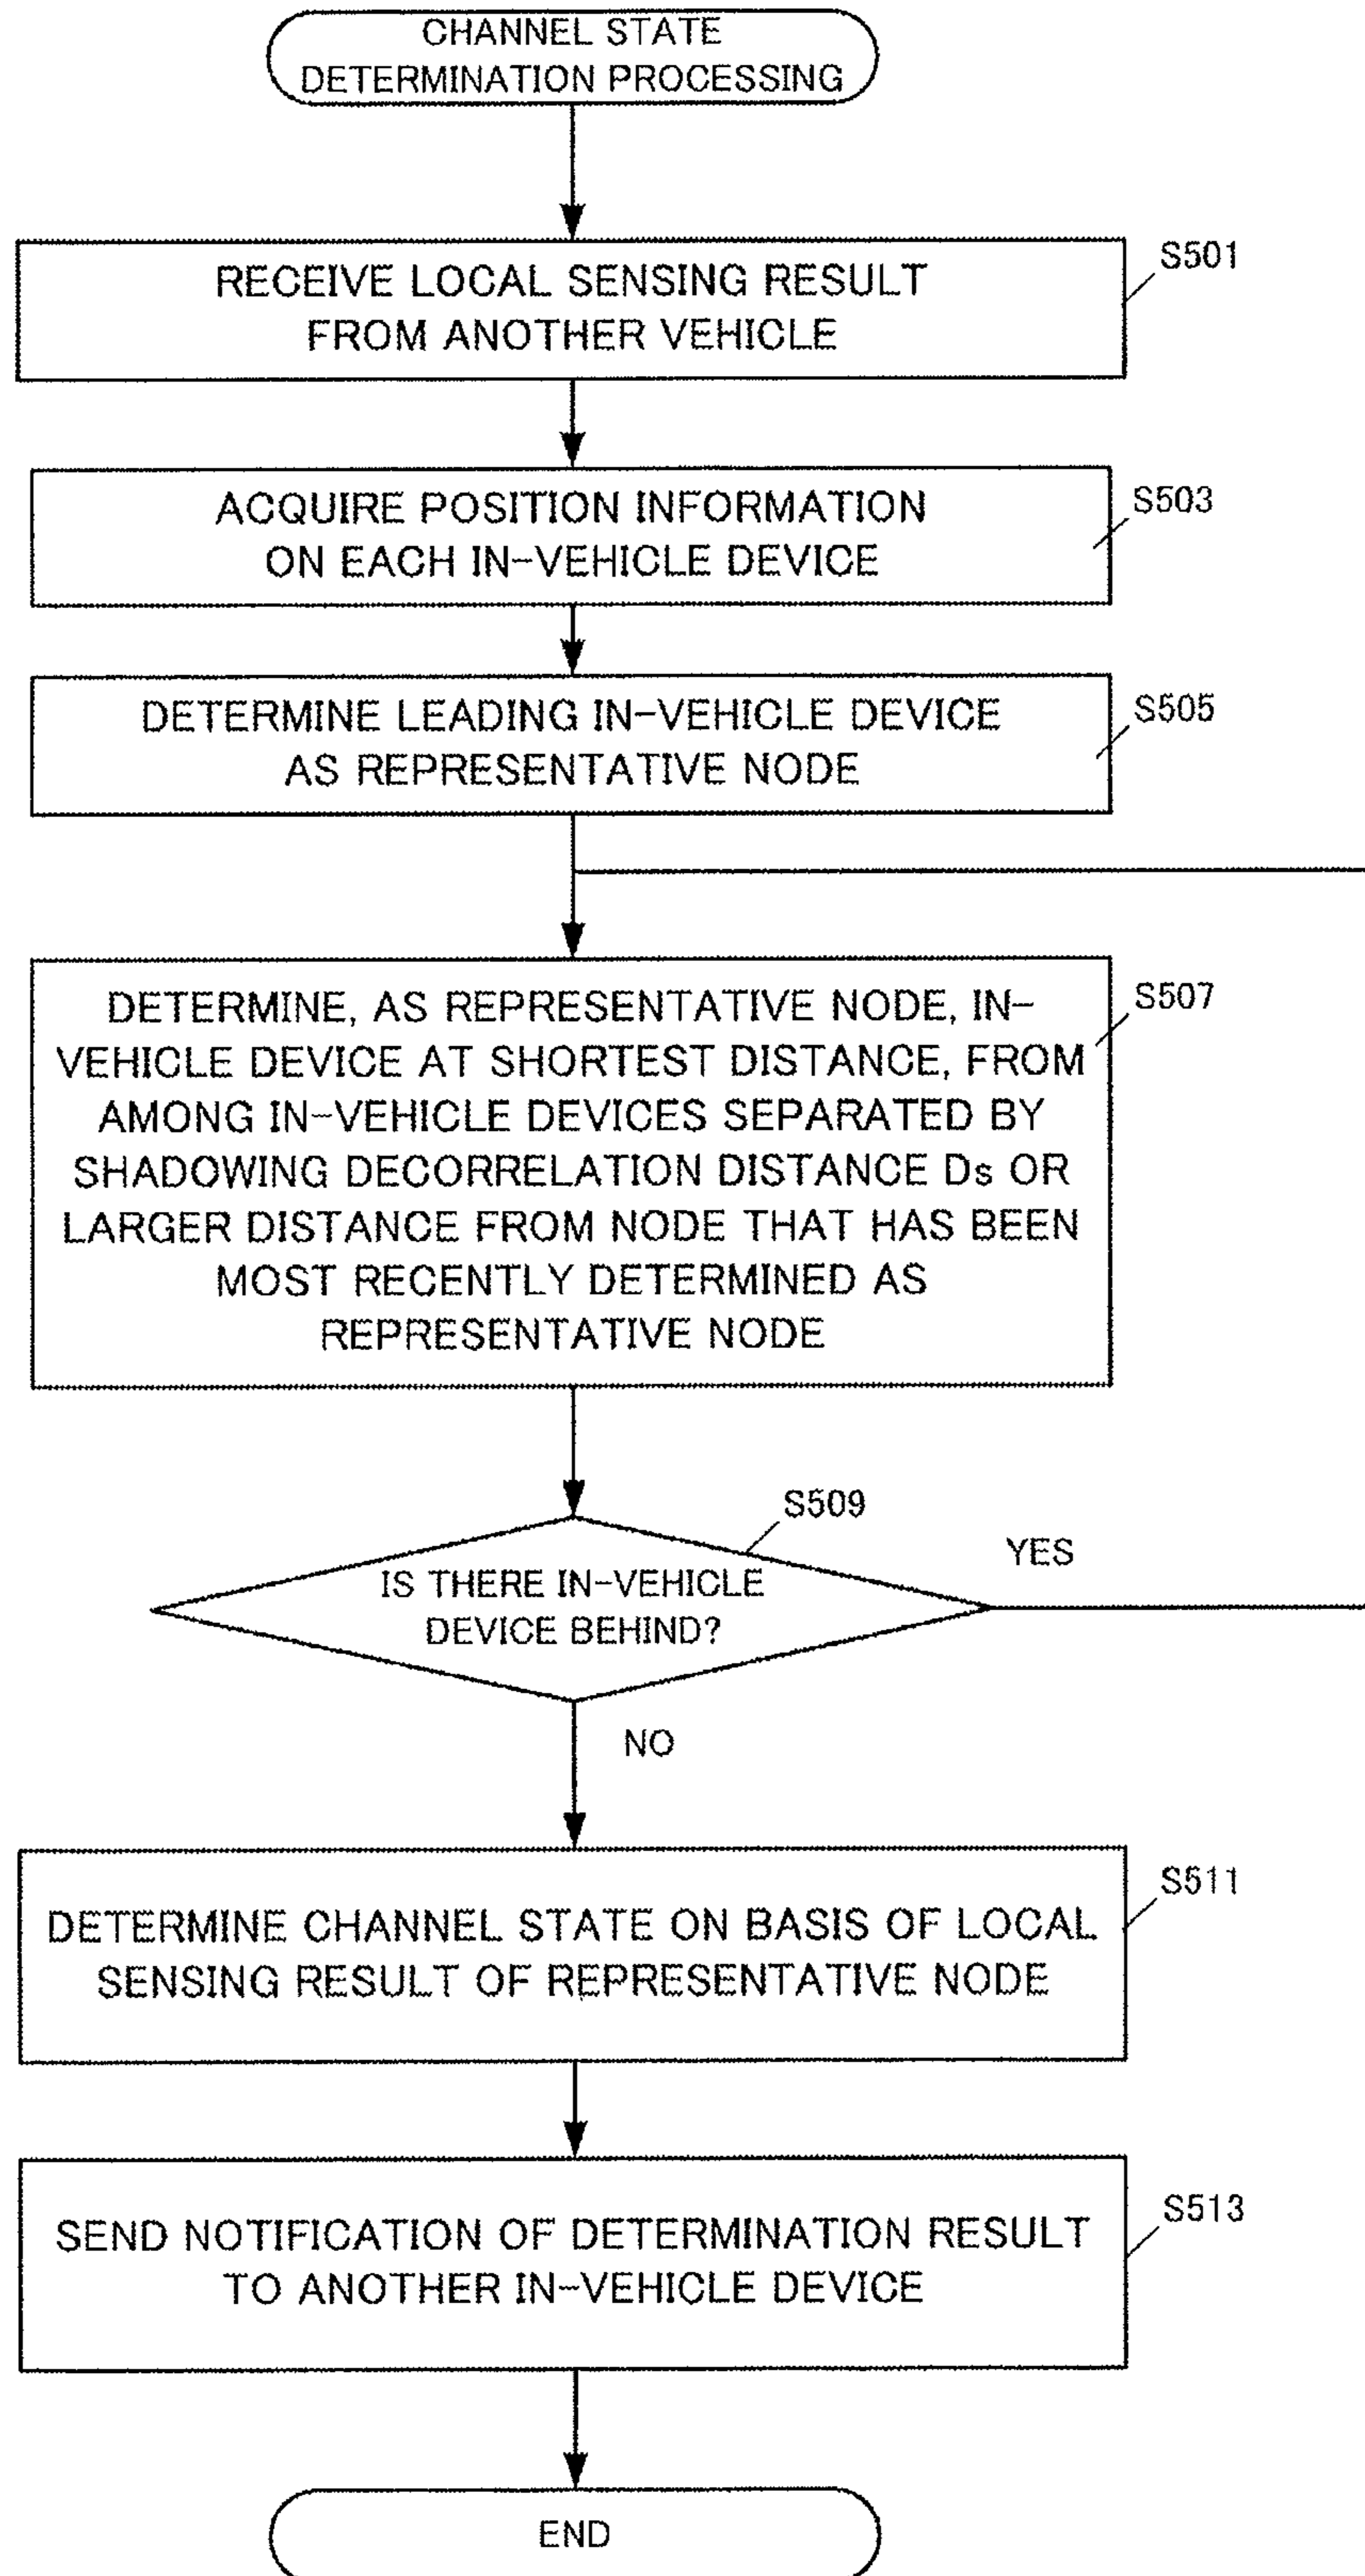 CHANNEL STATE
DETERMINATION PROCESSING
S501
RECEIVE LOCAL SENSING RESULT
FROM ANOTHER VEHICLE
S503
ACQUIRE POSITION INFORMATION
ON EACH IN-VEHICLE DEVICE
S505
DETERMINE LEADING IN-VEHICLE DEVICE
AS REPRESENTATIVE NODE
S507
DETERMINE, AS REPRESENTATIVE NODE, IN-
VEHICLE DEVICE AT SHORTEST DISTANCE, FROM
AMONG IN-VEHICLE DEVICES SEPARATED BY
SHADOWING DECORRELATION DISTANCE Ds OR
LARGER DISTANCE FROM NODE THAT HAS BEEN
MOST RECENTLY DETERMINED AS
REPRESENTATIVE NODE
S509
YES
IS THERE IN-VEHICLE
DEVICE BEHIND?
NO
S511
DETERMINE CHANNEL STATE ON BASIS OF LOCAL
SENSING RESULT OF REPRESENTATIVE NODE
S513
SEND NOTIFICATION OF DETERMINATION RESULT
TO ANOTHER IN-VEHICLE DEVICE
END